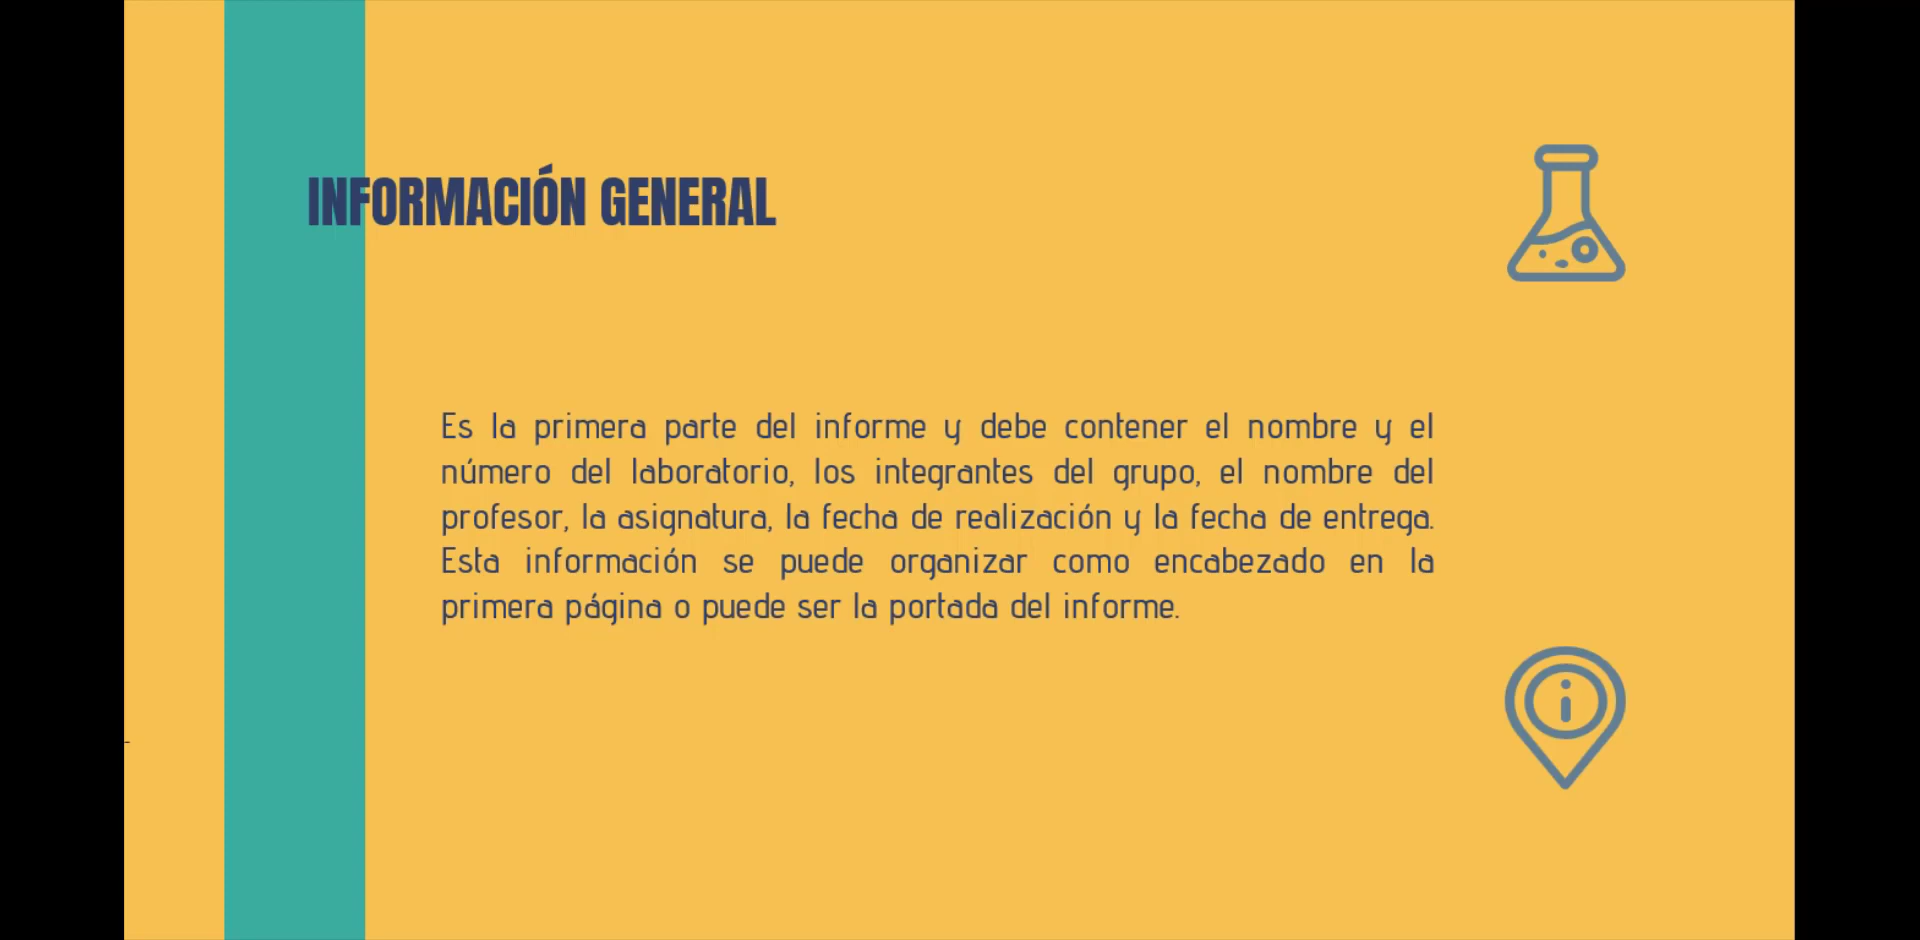 INFORMACIÓN GENERAL
Es la primera parte del informe y debe contener el nombre y el
número del laboratorio, los integrantes del grupo, el nombre del
profesor, la asignatura, la fecha de realización y la fecha de entrega.
Esta información se puede organizar como encabezado en la
primera página o puede ser la portada del informe.